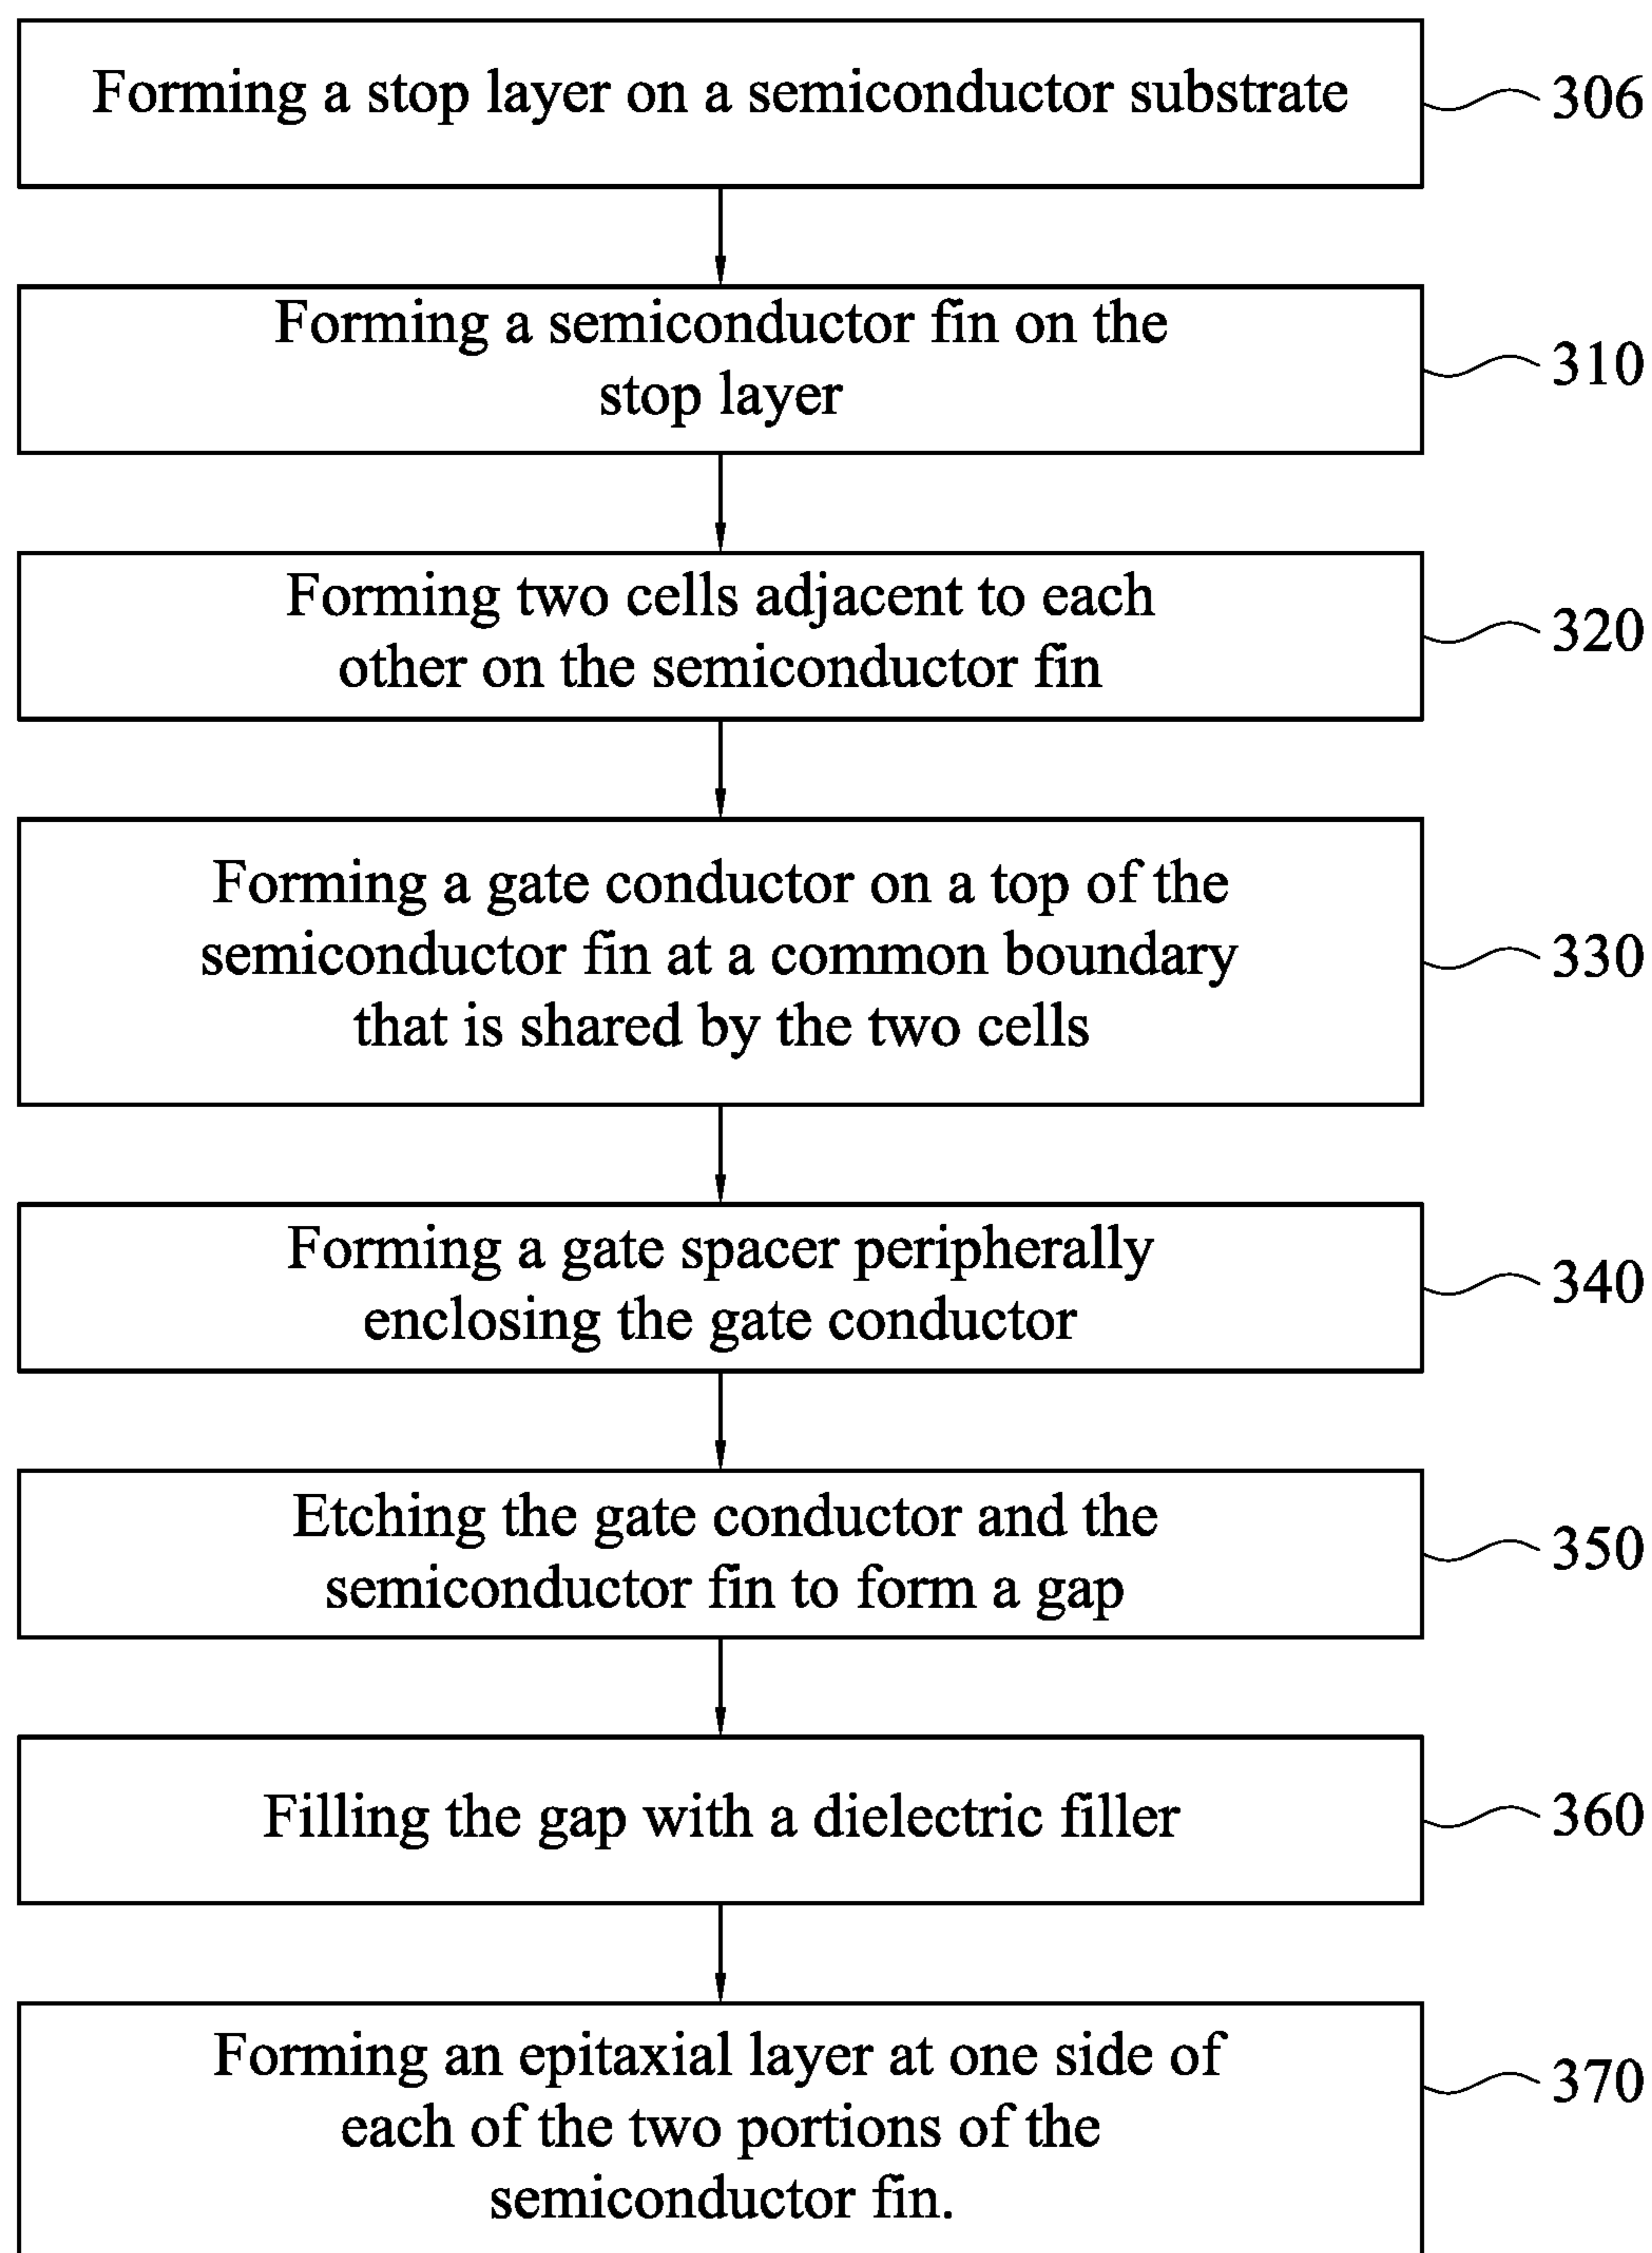 Forming a stop layer on a semiconductor substrate
306
Forming a semiconductor fin on the
stop layer
310
Forming two cells adjacent to each
other on the semiconductor fin
320
Forming a gate conductor on a top of the
semiconductor fin at a common boundary
that is shared by the two cells
330
Forming a gate spacer peripherally
enclosing the gate conductor
340
Etching the gate conductor and the
semiconductor fin to form a gap
350
Filling the gap with a dielectric filler
360
Forming an epitaxial layer at one side of
each of the two portions of the
semiconductor fin.
370